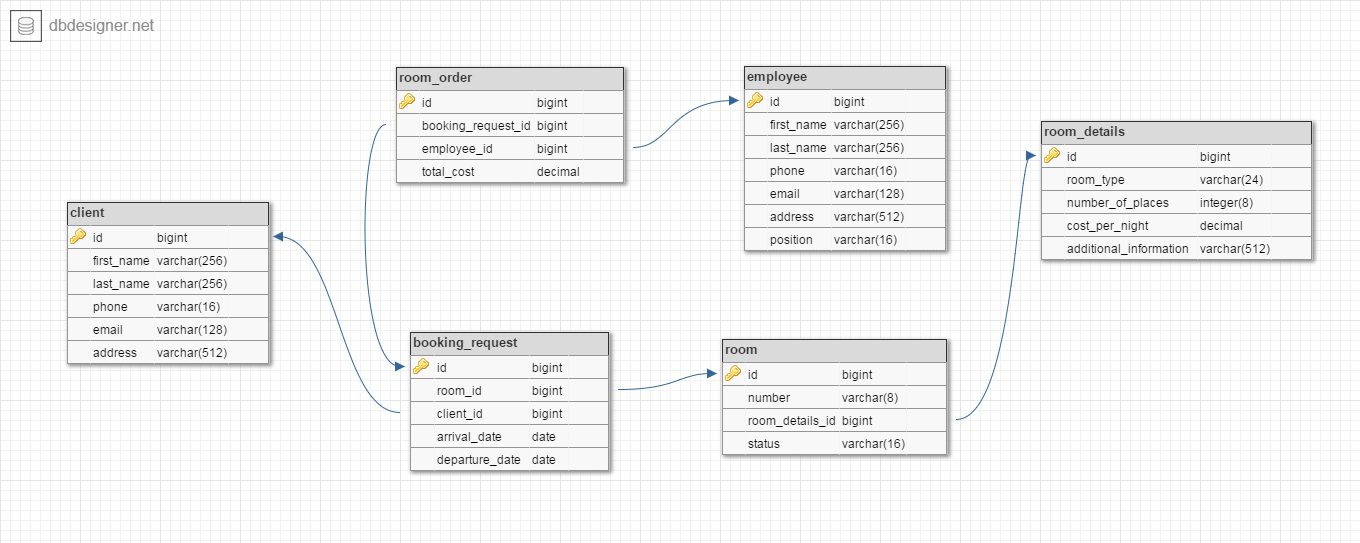 dbdesigner.net
room_order
id bigint
booking_request_id bigint
employee_id bigint
total_cost decimal
employee
id bigint
first_name varchar(256)
last_name varchar(256)
phone varchar(16)
email varchar(128)
address varchar(512)
position varchar(16)
room_details
id bigint
room_type varchar(24)
number_of_places integer(8)
cost_per_night decimal
additional_information varchar(512)
client
id bigint
first_name varchar(256)
last_name varchar(256)
phone varchar(16)
email varchar(128)
address varchar(512)
booking_request
id bigint
room_id bigint
client_id bigint
arrival_date date
departure_date date
room
id bigint
number varchar(8)
room_details_id bigint
status varchar(16)